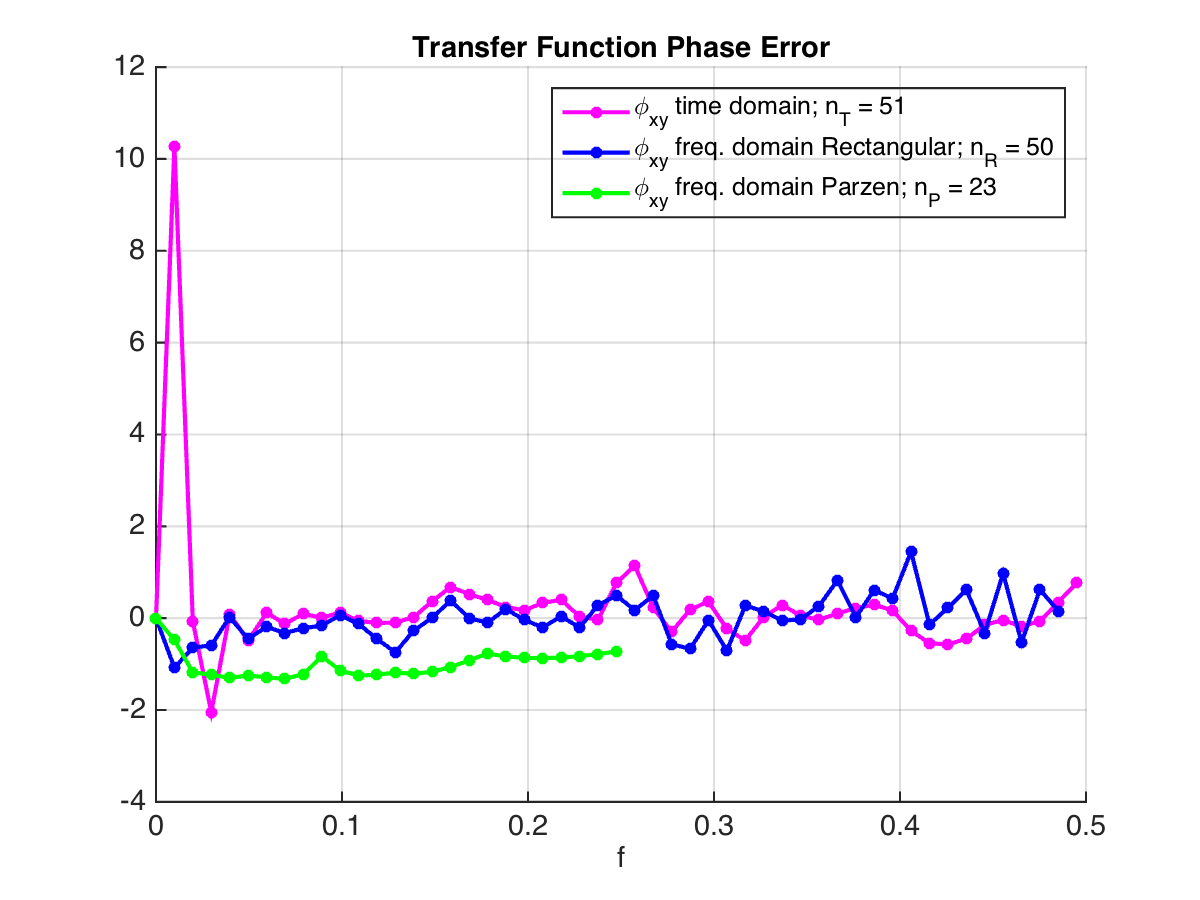 Transfer Function Phase Error
12
10
8
6
4
2
0
-2
-4
0 0.1 0.2 0.3 0.4 0.5
f
ϕxy time domain; nT = 51
ϕxy freq. domain Rectangular; nR = 50
ϕxy freq. domain Parzen; nP = 23